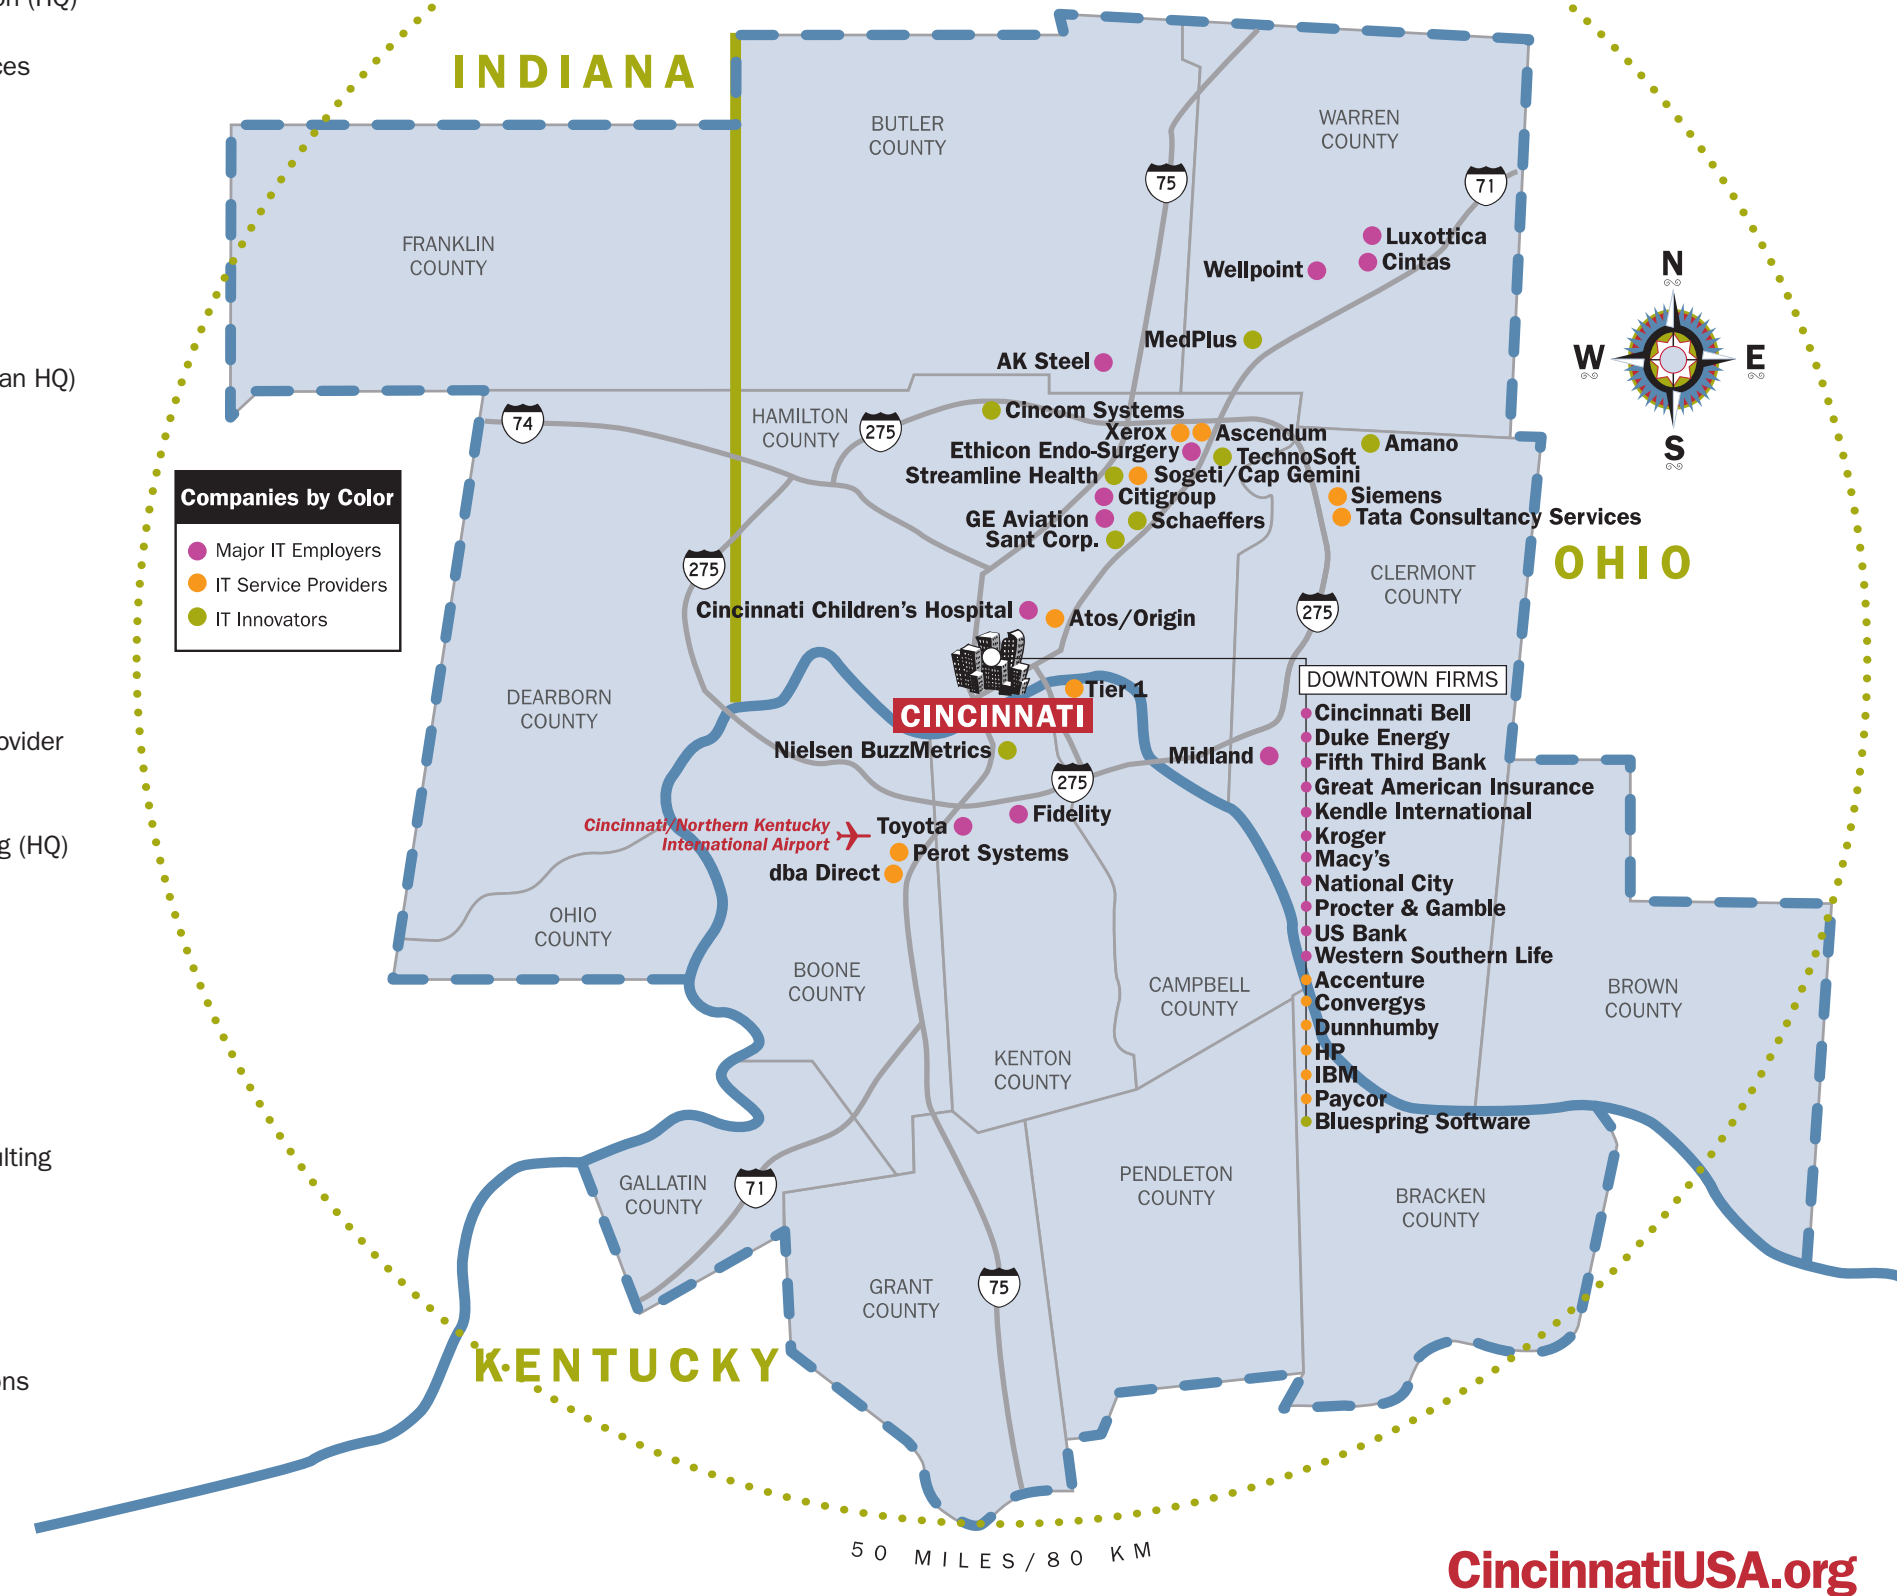 INDIANA
BUTLER
COUNTY
WARREN
COUNTY
75
71
FRANKLIN
COUNTY
Luxottica
Cintas
Wellpoint
N
W
E
S
MedPlus
AK Steel
an HQ)
74
HAMILTON
COUNTY
275
Cincom Systems
Xerox
Ascendum
Ethicon Endo-Surgery
TechnoSoft
Amano
Streamline Health
Sogeti/Cap Gemini
Citigroup
Siemens
GE Aviation
Schaeffers
Tata Consultancy Services
Sant Corp.
Companies by Color
Major IT Employers
IT Service Providers
IT Innovators
OHIO
275
CLERMONT
COUNTY
275
Cincinnati Children's Hospital
Atos/Origin
DOWNTOWN FIRMS
Tier 1
CINCINNATI
DEARBORN
COUNTY
Nielsen BuzzMetrics
Midland
275
Cincinnati Bell
Duke Energy
Fifth Third Bank
Great American Insurance
Kendle International
Kroger
Macy's
National City
Procter & Gamble
US Bank
Western Southern Life
Accenture
Convergys
Dunnhumby
HP
IBM
Paycor
Bluespring Software
Cincinnati/Northern Kentucky
International Airport
Toyota
Fidelity
Perot Systems
dba Direct
g (HQ)
OHIO
COUNTY
BOONE
COUNTY
CAMPBELL
COUNTY
BROWN
COUNTY
KENTON
COUNTY
GALLATIN
COUNTY
71
PENDLETON
COUNTY
BRACKEN
COUNTY
GRANT
COUNTY
75
KENTUCKY
50 MILES/80 KM
CincinnatiUSA.org